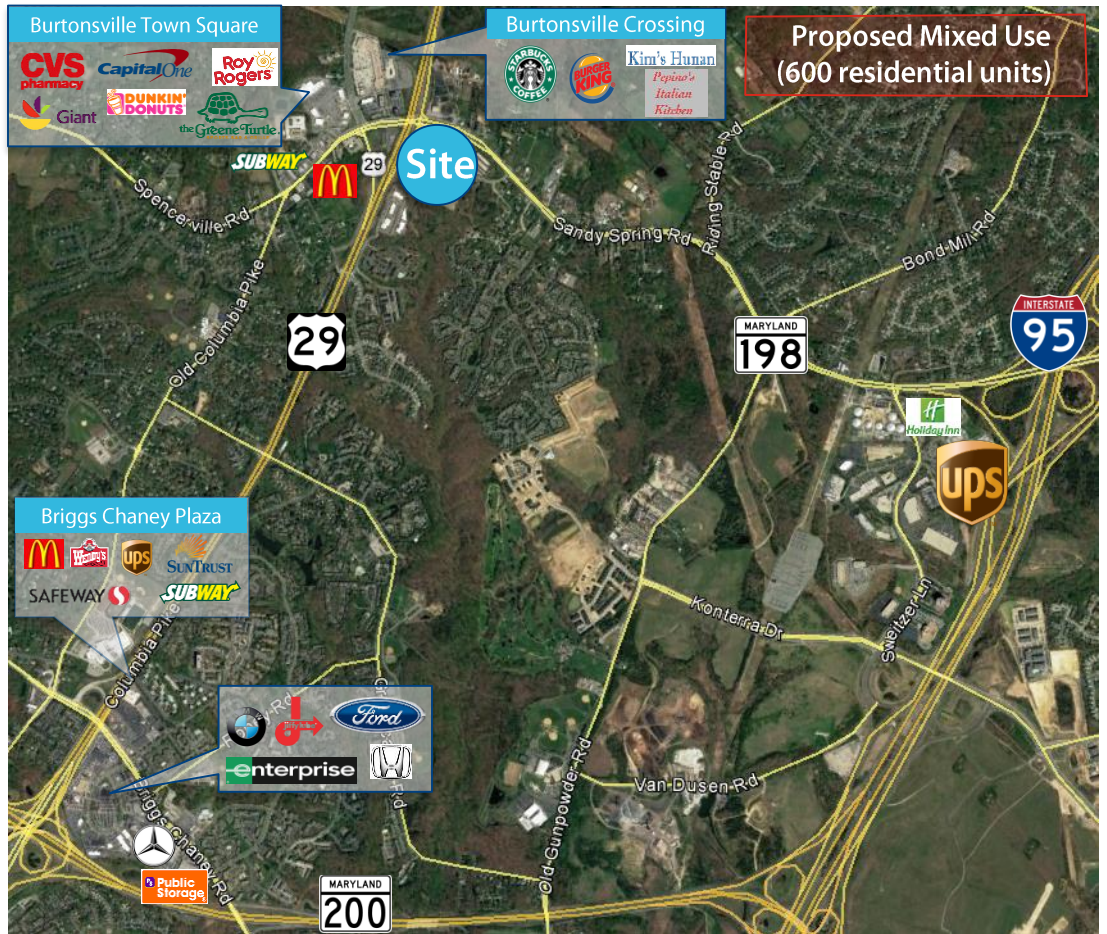 Burtonsville Town Square
CVS
pharmacy
Capital One
Roy
Rogers
Giant
DUNKIN'
DONUTS
the Greene Turtle
Burtonsville Crossing
STARBUCKS
COFFEE
BURGER
KING
Kim's Hunan
Pepino's
Italian
Kitchen
Proposed Mixed Use
(600 residential units)
SUBWAY
29
Site
Spencerville Rd
Sandy Spring Rd
Riding Stable Rd
Bond Mill Rd
Old Columbia Pike
29
MARYLAND
198
INTERSTATE
95
Holiday Inn
ups
Briggs Chaney Plaza
Wendy's
ups
SUNTRUST
SAFEWAY
SUBWAY
Columbia Pike
Konterra Dr
Sweitzer Ln
Rd
Ford
enterprise
Rd
Van Dusen Rd
Old Gunpowder Rd
Briggs Chaney Rd
Public
Storage
MARYLAND
200